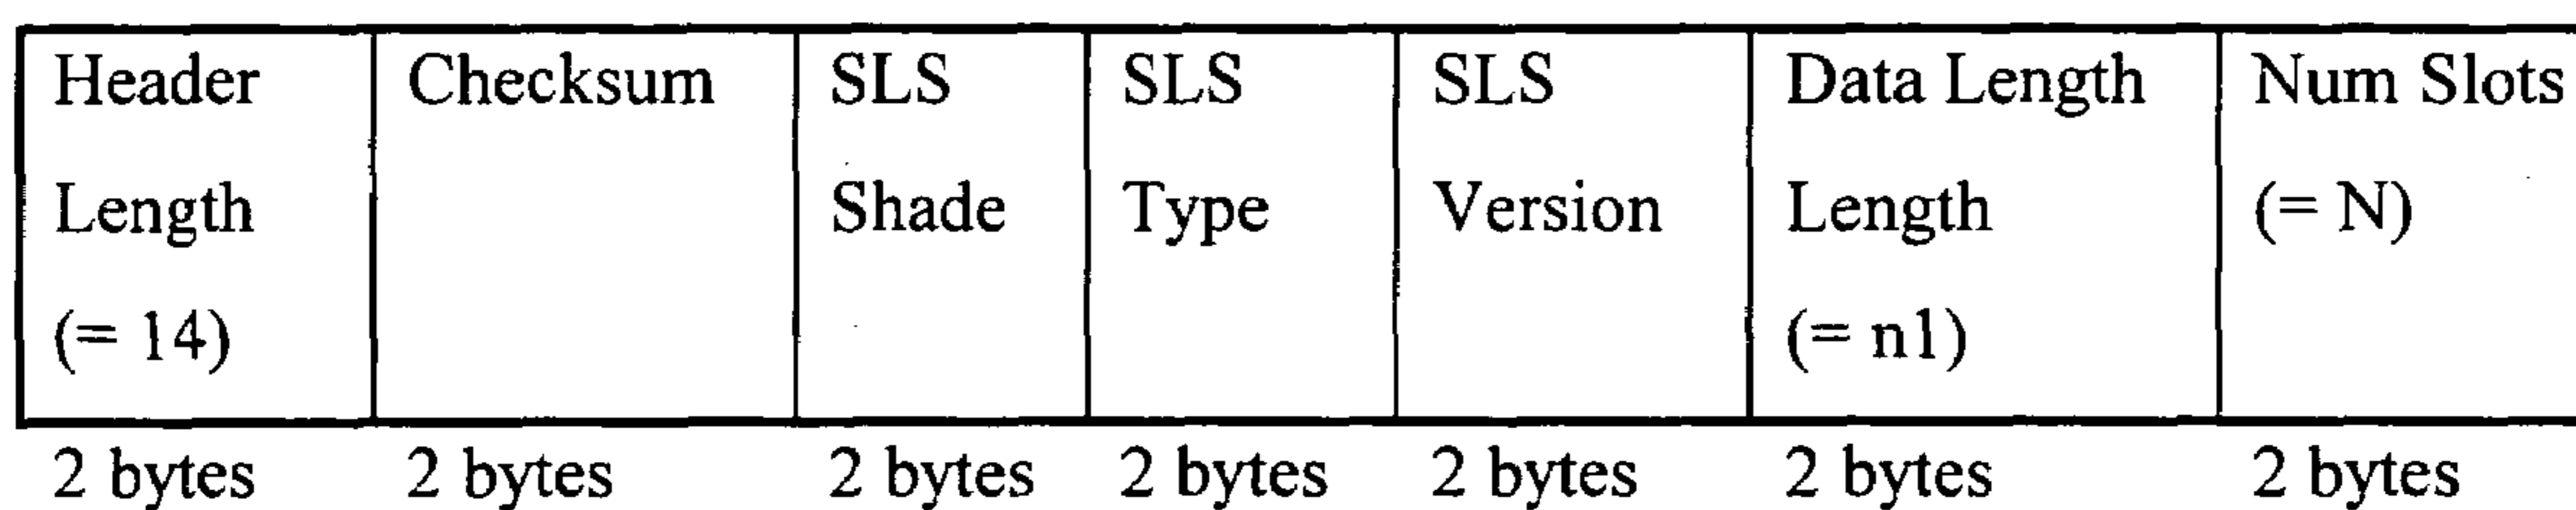 Header Checksum SLS SLS SLS Data Length Num Slots
Length Shade Type Version Length (= N)
(= 14) (= n1)
2 bytes 2 bytes 2 bytes 2 bytes 2 bytes 2 bytes 2 bytes